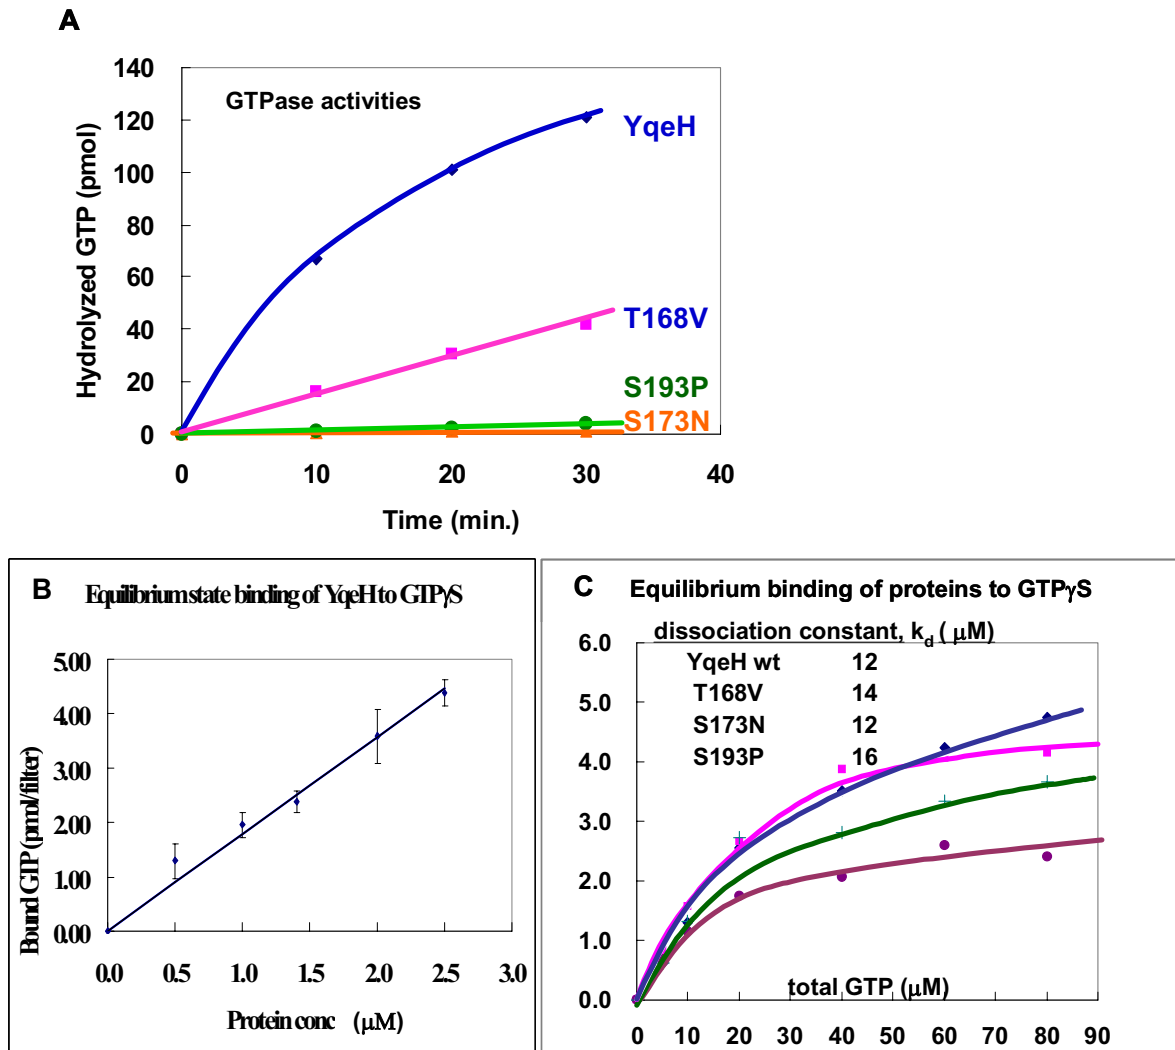 A
GTPase activities
Hydrolyzed GTP (pmol)
140
120
100
80
60
40
20
0
YqeH
T168V
S193P
S173N
0 10 20 30 40
Time (min.)
B Equilibrium state binding of YqeH to GTPγS
Bound GTP (pmol/filter)
5.00
4.00
3.00
2.00
1.00
0.00
0.0 0.5 1.0 1.5 2.0 2.5 3.0
Protein conc (μM)
C Equilibrium binding of proteins to GTPγS
dissociation constant, kd ( μM)
YqeH wt 12
T168V 14
S173N 12
S193P 16
6.0
5.0
4.0
3.0
2.0
1.0
0.0
total GTP (μM)
0 10 20 30 40 50 60 70 80 90